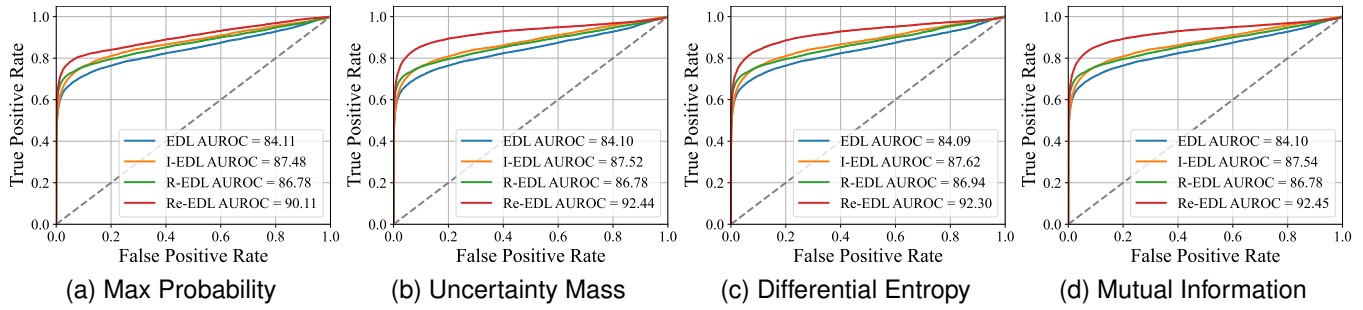 True Positive Rate
1.0
0.8
0.6
0.4
0.2
0.0
EDL AUROC = 84.11
I-EDL AUROC = 87.48
R-EDL AUROC = 86.78
Re-EDL AUROC = 90.11
0.0 0.2 0.4 0.6 0.8 1.0
False Positive Rate
(a) Max Probability
True Positive Rate
1.0
0.8
0.6
0.4
0.2
0.0
EDL AUROC = 84.10
I-EDL AUROC = 87.52
R-EDL AUROC = 86.78
Re-EDL AUROC = 92.44
0.0 0.2 0.4 0.6 0.8 1.0
False Positive Rate
(b) Uncertainty Mass
True Positive Rate
1.0
0.8
0.6
0.4
0.2
0.0
EDL AUROC = 84.09
I-EDL AUROC = 87.62
R-EDL AUROC = 86.94
Re-EDL AUROC = 92.30
0.0 0.2 0.4 0.6 0.8 1.0
False Positive Rate
(c) Differential Entropy
True Positive Rate
1.0
0.8
0.6
0.4
0.2
0.0
EDL AUROC = 84.10
I-EDL AUROC = 87.54
R-EDL AUROC = 86.78
Re-EDL AUROC = 92.45
0.0 0.2 0.4 0.6 0.8 1.0
False Positive Rate
(d) Mutual Information